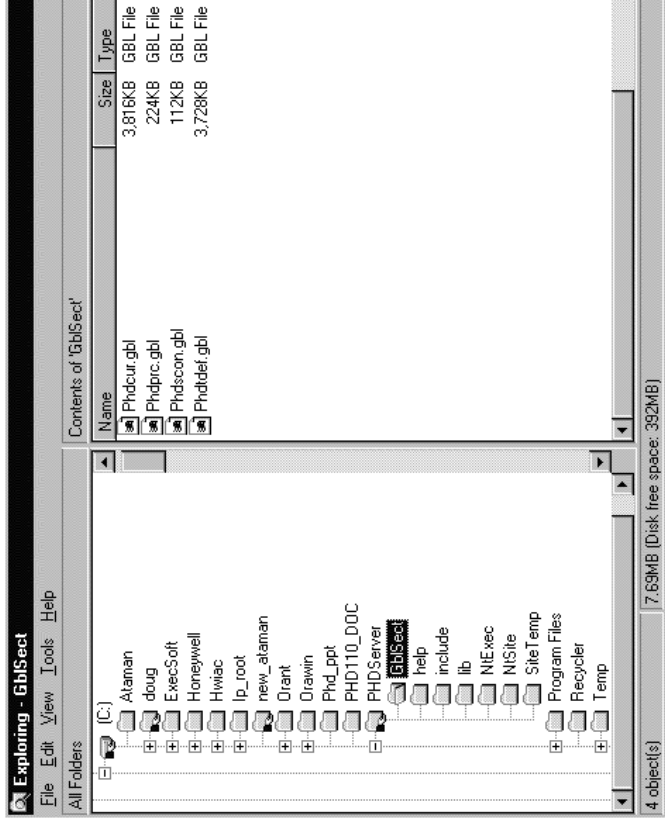 Exploring - GblSect
File Edit View Tools Help
All Folders
Contents of 'GblSect'
(C:)
Ataman
doug
ExecSoft
Honeywell
Hwiac
Ip_root
new_ataman
Orant
Orawin
Phd_ppt
PHD110_DOC
PHDServer
GblSect
help
include
lib
NtExec
NtSite
SiteTemp
Program Files
Recycler
Temp
Name Size Type
Phdcur.gbl 3,816KB GBL File
Phdprc.gbl 224KB GBL File
Phdscon.gbl 112KB GBL File
Phdtdef.gbl 3,728KB GBL File
4 object(s) 7.69MB (Disk free space: 392MB)